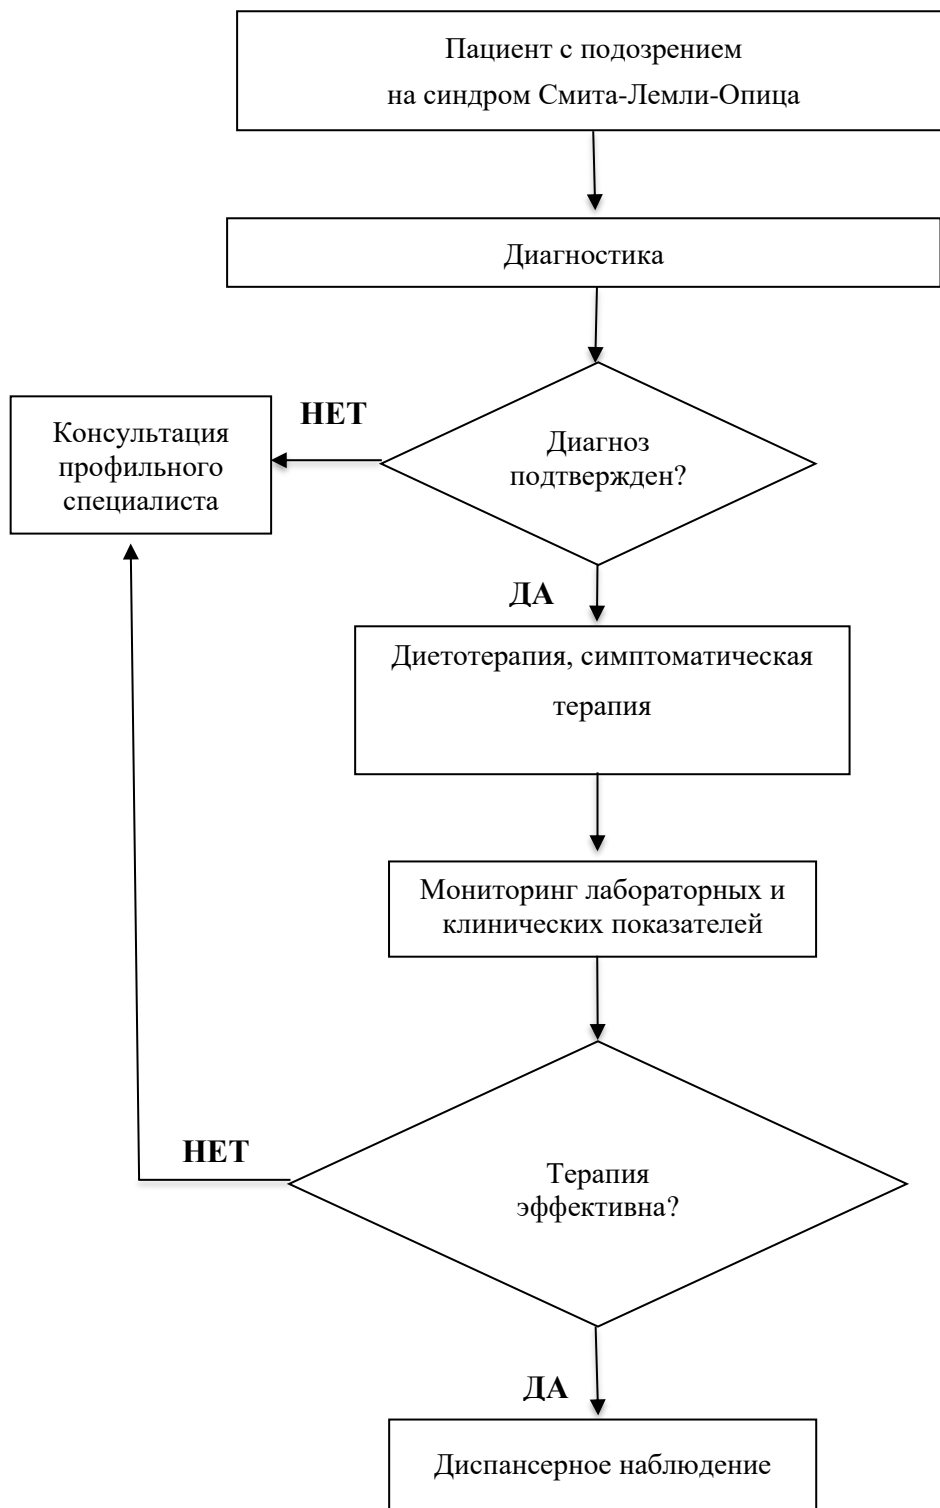 Пациент с подозрением
на синдром Смита-Лемли-Опица
Диагностика
НЕТ
Консультация
профильного
специалиста
Диагноз
подтвержден?
ДА
Диетотерапия, симптоматическая
терапия
Мониторинг лабораторных и
клинических показателей
НЕТ
Терапия
эффективна?
ДА
Диспансерное наблюдение